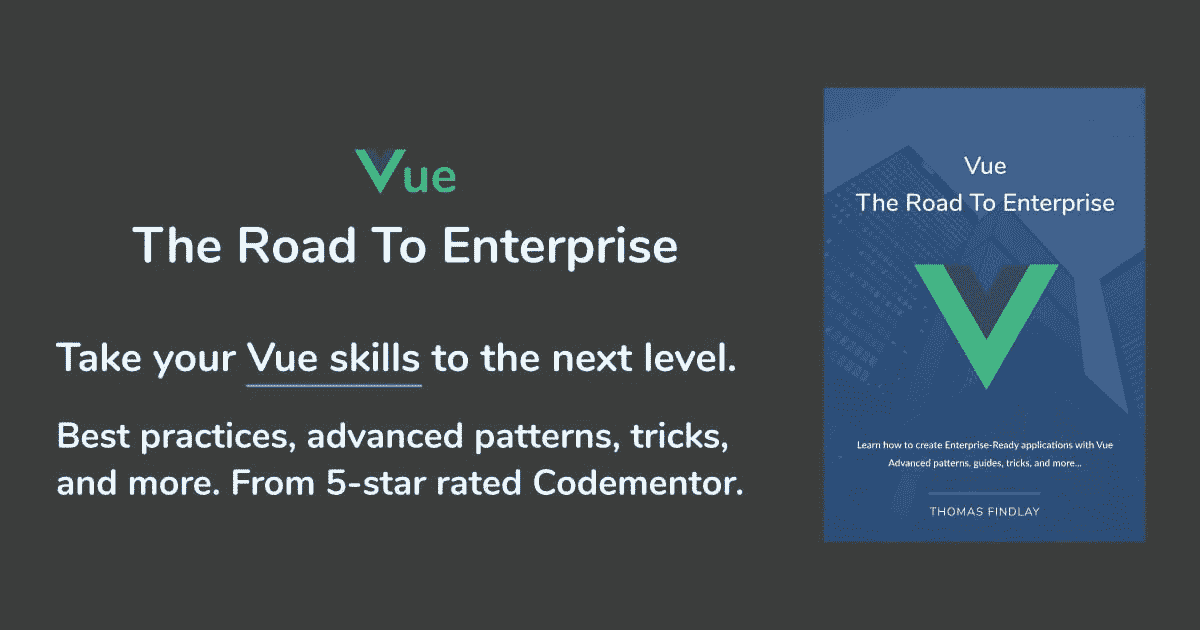 Vue
The Road To Enterprise
Take your Vue skills to the next level.
Best practices, advanced patterns, tricks,
and more. From 5-star rated Codementor.
Vue
The Road To Enterprise
Learn how to create Enterprise-Ready applications with Vue
Advanced patterns, guides, tricks, and more...
THOMAS FINDLAY